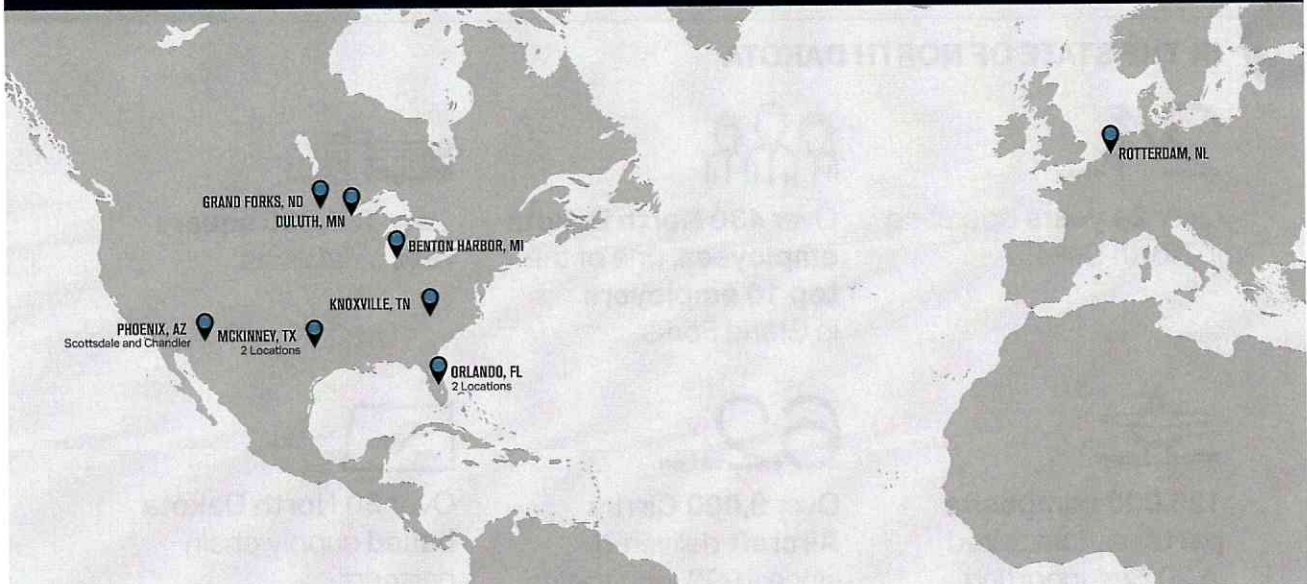 ROTTERDAM, NL
GRAND FORKS, ND
DULUTH, MN
BENTON HARBOR, MI
KNOXVILLE, TN
PHOENIX, AZ
Scottsdale and Chandler
MCKINNEY, TX
2 Locations
ORLANDO, FL
2 Locations